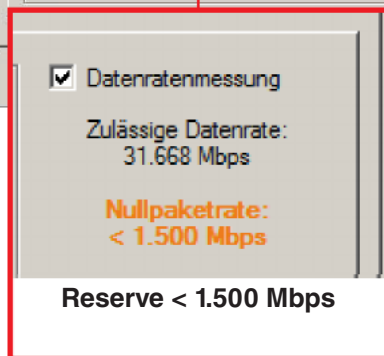 Datenratenmessung
Zulässige Datenrate:
31.668 Mbps
Nullpaketrate:
< 1.500 Mbps
Reserve < 1.500 Mbps